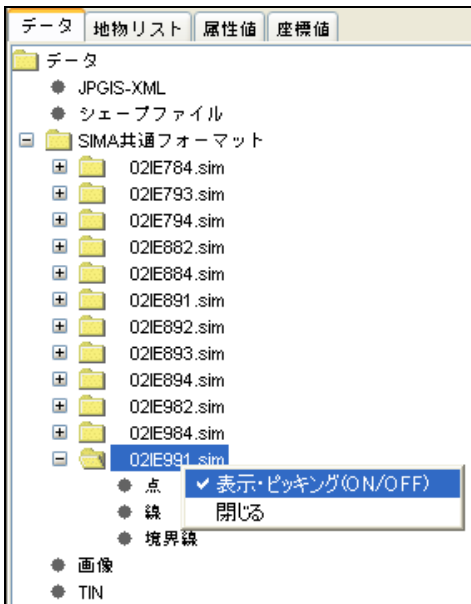 データ 地物リスト 属性値 座標値
データ
JPGIS-XML
シェープファイル
SIMA共通フォーマット
02IE784.sim
02IE793.sim
02IE794.sim
02IE882.sim
02IE884.sim
02IE891.sim
02IE892.sim
02IE893.sim
02IE894.sim
02IE982.sim
02IE984.sim
02IE991.sim
点
表示・ピッキング(ON/OFF)
線
閉じる
境界線
画像
TIN